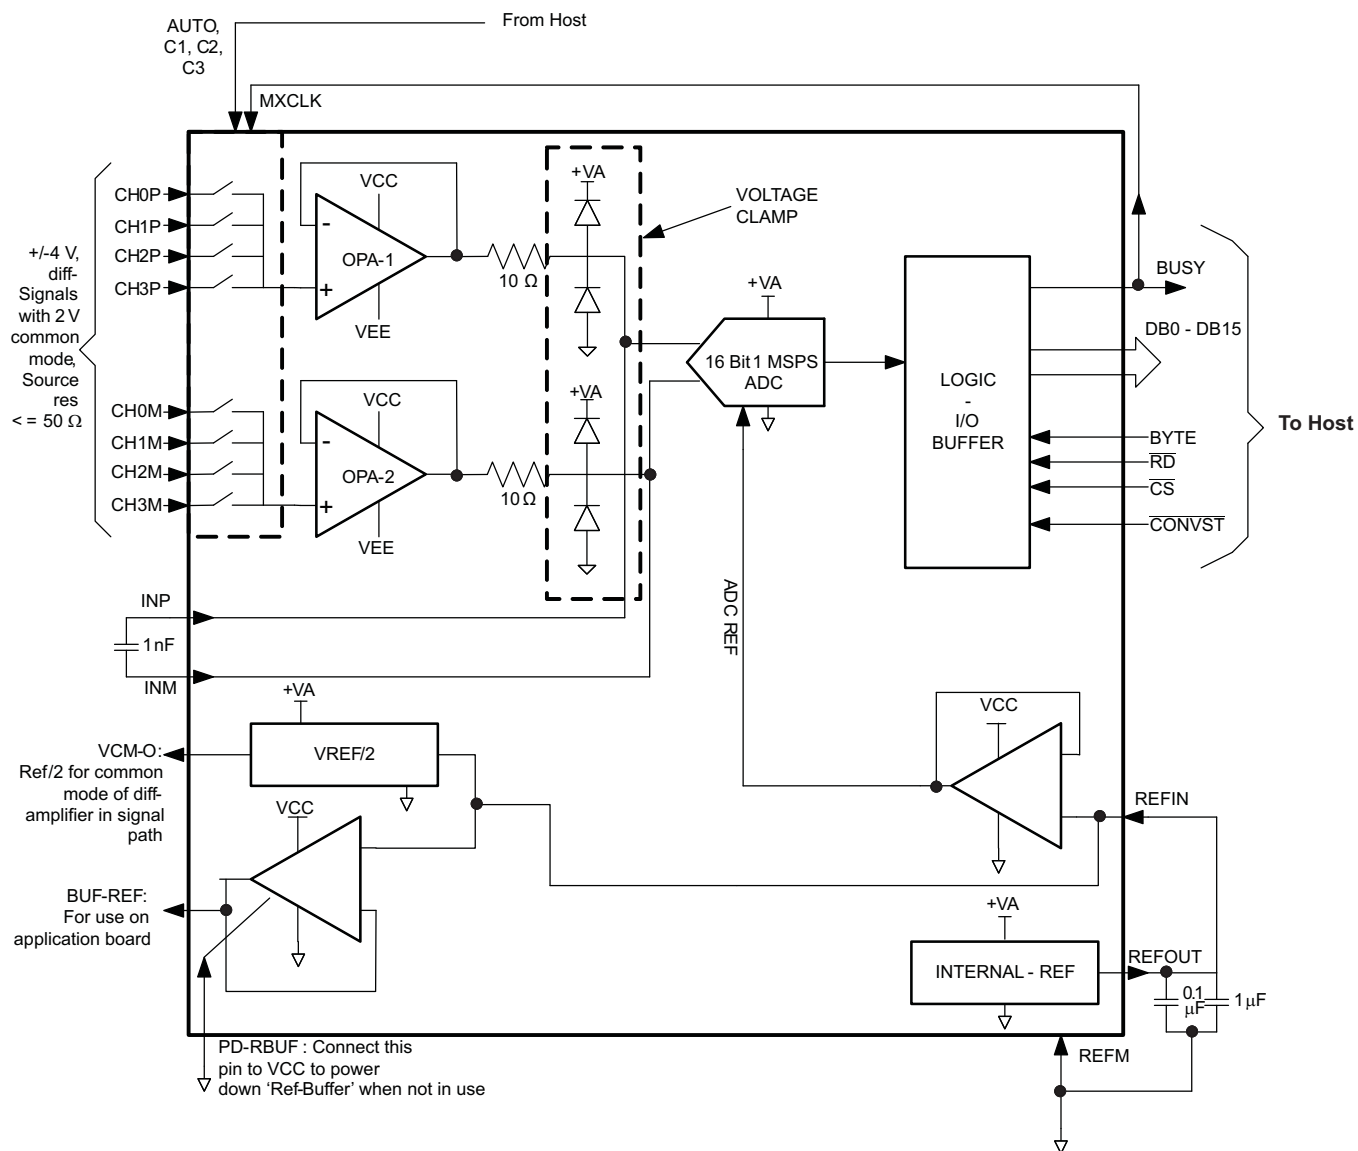 From Host
AUTO,
C1, C2,
C3
MXCLK
+/-4 V,
diff-
Signals
with 2 V
common
mode,
Source
res
< = 50 Ω
CH0P
CH1P
CH2P
CH3P
CH0M
CH1M
CH2M
CH3M
VCC
-
OPA-1
+
VEE
10 Ω
VCC
-
OPA-2
+
VEE
10 Ω
+VA
+VA
VOLTAGE
CLAMP
+VA
16 Bit 1 MSPS
ADC
LOGIC
-
I/O
BUFFER
BUSY
DB0 - DB15
BYTE
RD
CS
CONVST
To Host
ADC REF
INP
1 nF
INM
+VA
VREF/2
VCM-O:
Ref/2 for common
mode of diff-
amplifier in signal
path
VCC
BUF-REF:
For use on
application board
VCC
REFIN
+VA
INTERNAL - REF
REFOUT
0.1
μF
1 μF
REFM
PD-RBUF : Connect this
pin to VCC to power
down ‘Ref-Buffer’ when not in use